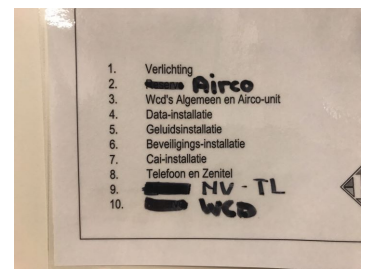 1. Verlichting
2. Airco
3. Wcd's Algemeen en Airco-unit
4. Data-installatie
5. Geluidsinstallatie
6. Beveiligings-installatie
7. Cai-installatie
8. Telefoon en Zenitel
9. NV - TL
10. WCD